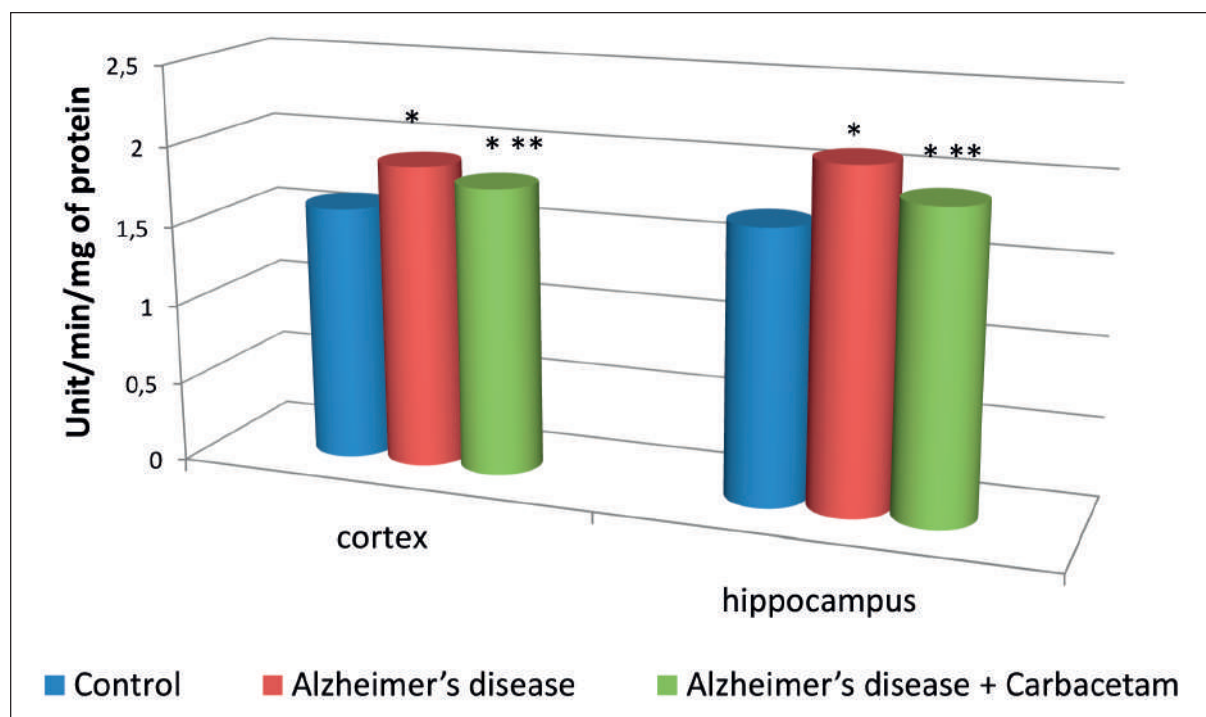 Unit/min/mg of protein
2,5
2
1,5
1
0,5
0
*
* **
*
* **
cortex
hippocampus
Control
Alzheimer’s disease
Alzheimer’s disease + Carbacetam